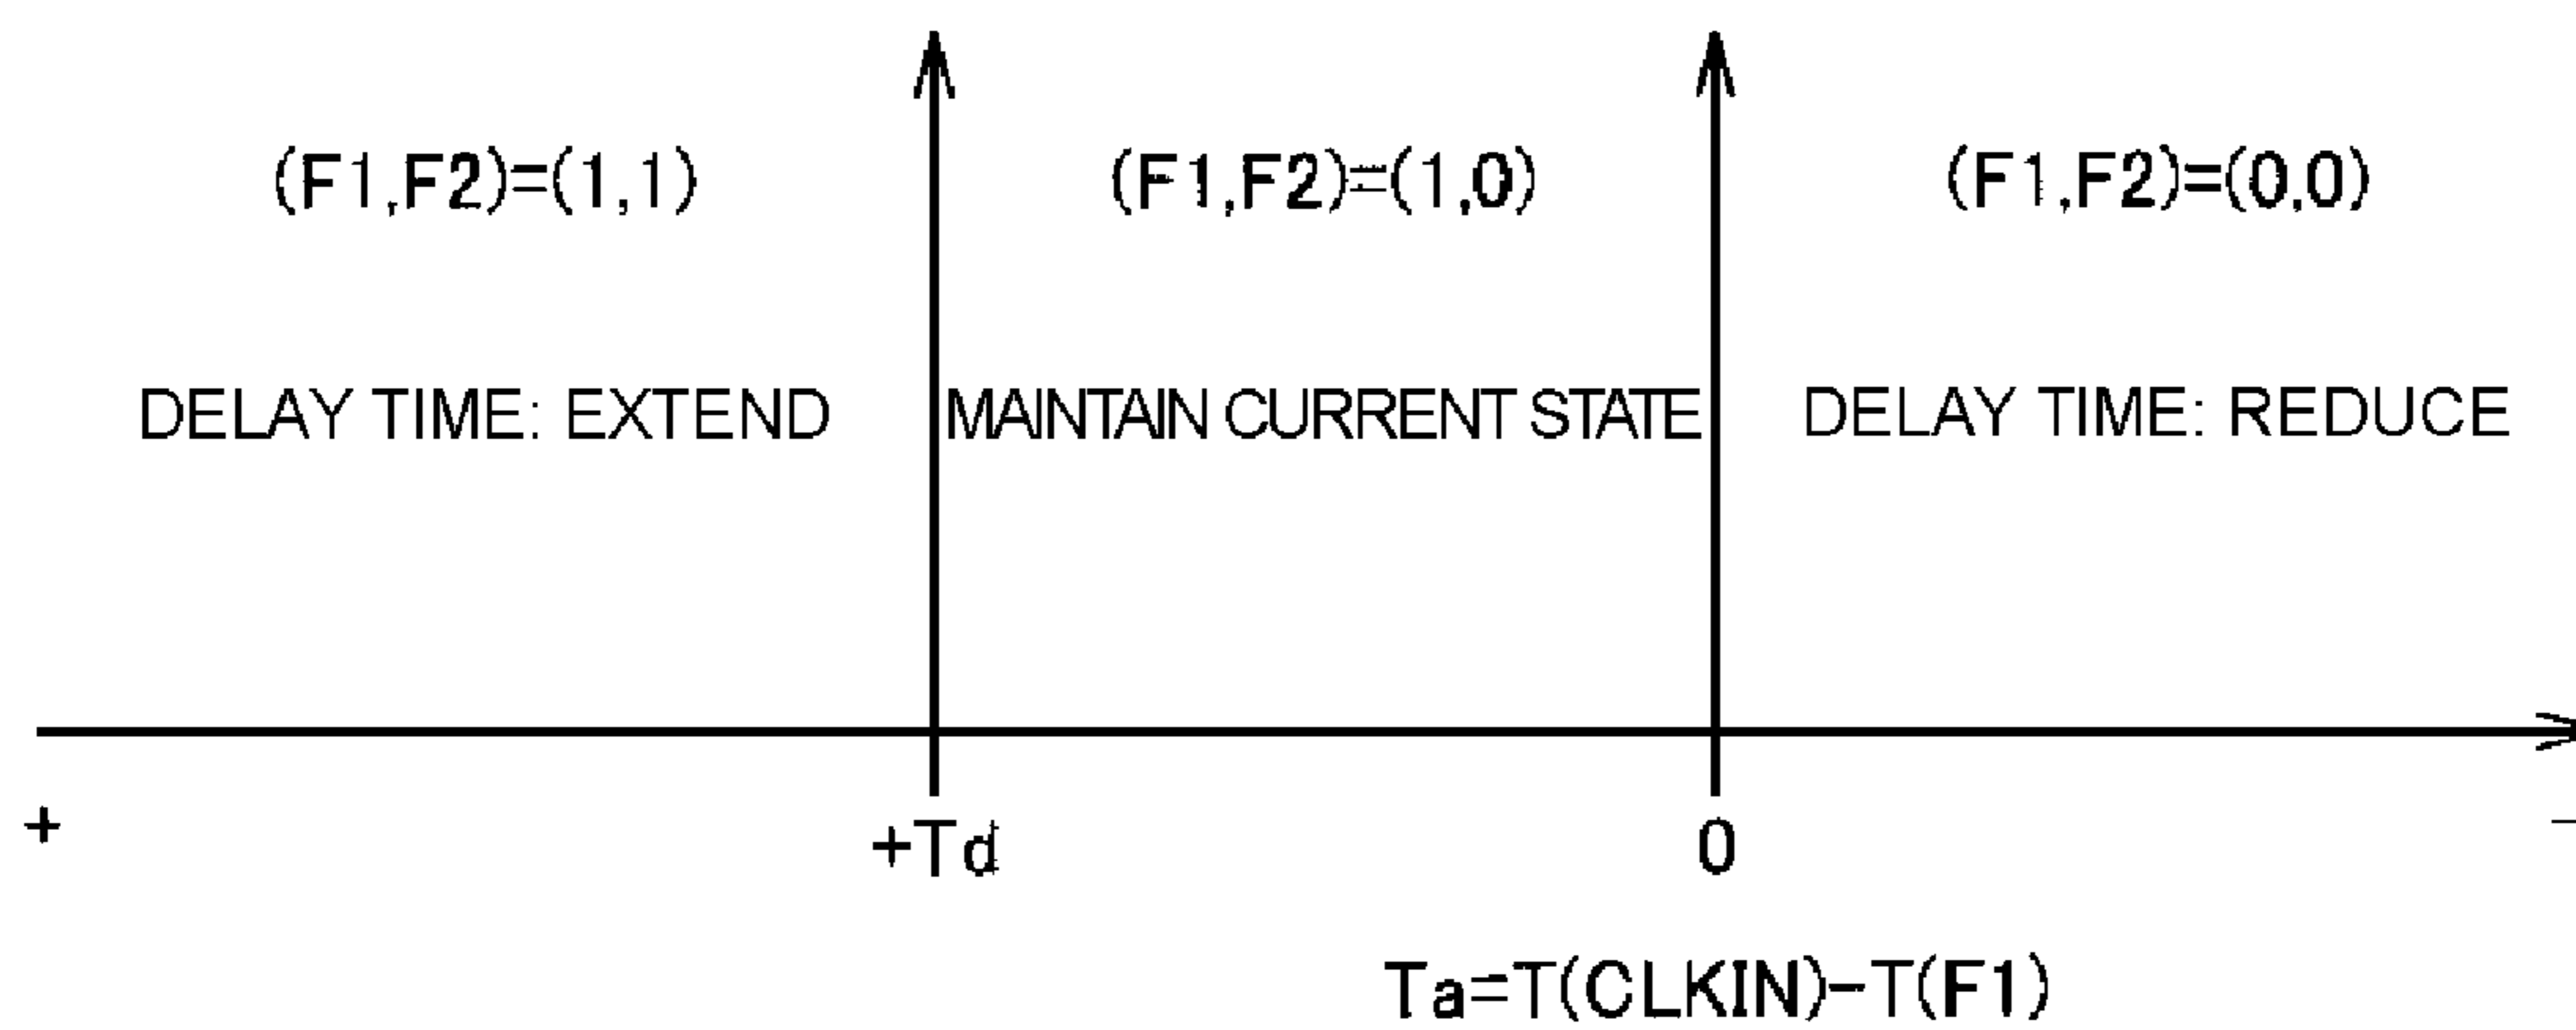 (F1,F2)=(1,1) (F1,F2)=(1,0) (F1,F2)=(0,0)
DELAY TIME: EXTEND MAINTAIN CURRENT STATE DELAY TIME: REDUCE
+ +Td 0 −
Ta=T(CLKIN)-T(F1)